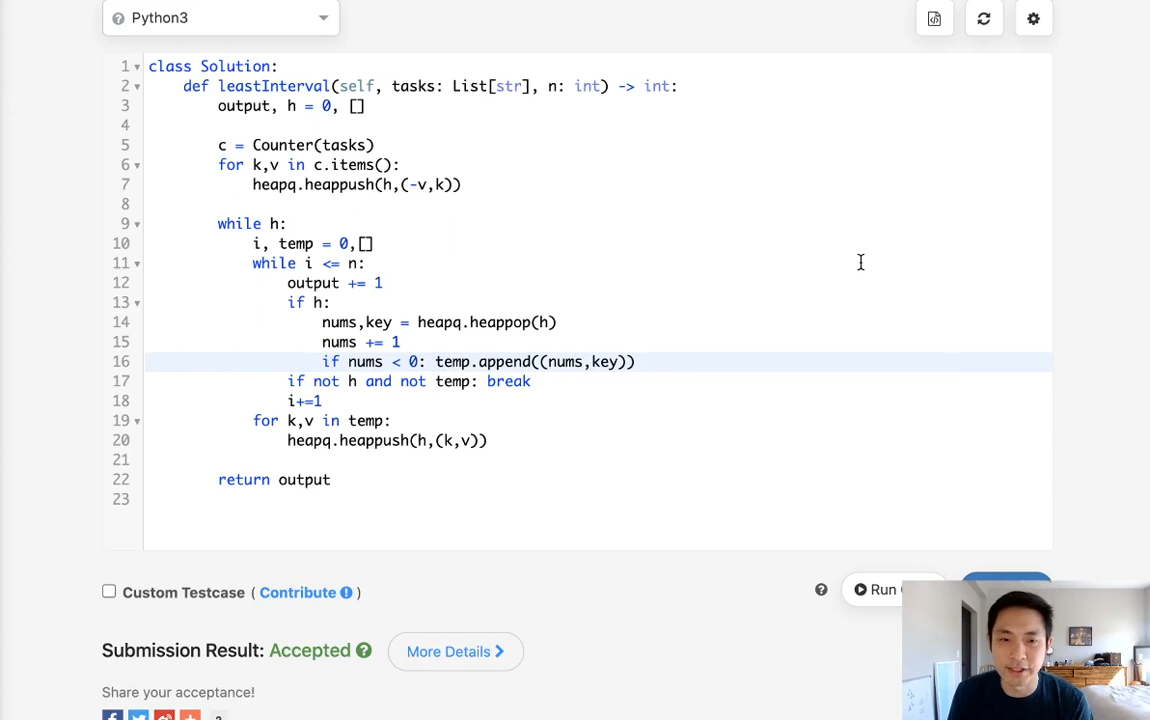 Python3
1 class Solution:
2 def leastInterval(self, tasks: List[str], n: int) -> int:
3 output, h = 0, []
4
5 c = Counter(tasks)
6 for k,v in c.items():
7 heapq.heappush(h,(-v,k))
8
9 while h:
10 i, temp = 0,[]
11 while i <= n:
12 output += 1
13 if h:
14 nums,key = heapq.heappop(h)
15 nums += 1
16 if nums < 0: temp.append((nums,key))
17 if not h and not temp: break
18 i+=1
19 for k,v in temp:
20 heapq.heappush(h,(k,v))
21
22 return output
23
Custom Testcase ( Contribute )
Run
Submission Result: Accepted
More Details
Share your acceptance!